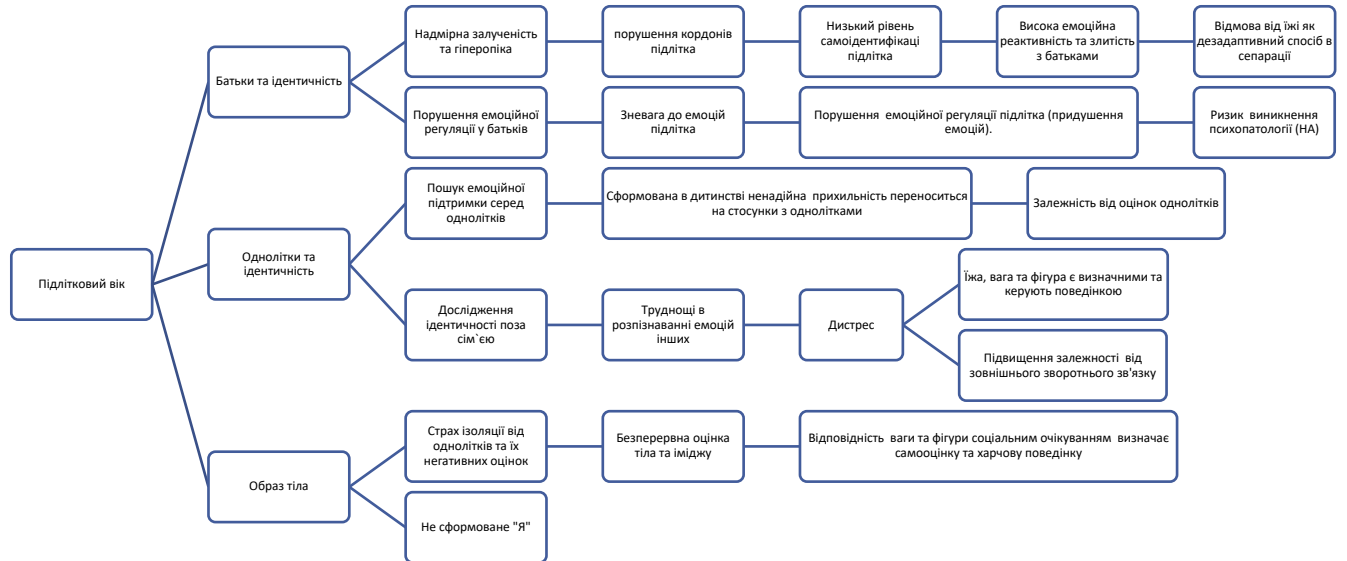 Надмірна залученість
та гіперопіка
порушення кордонів
підлітка
Низький рівень
самоідентифікаці
підлітка
Висока емоційна
реактивність та злитість
з батьками
Відмова від їжі як
дезадаптивний спосіб в
сепарації
Батьки та ідентичність
Порушення емоційної
регуляції у батьків
Зневага до емоцій
підлітка
Порушення емоційної регуляції підлітка (придушення
емоцій).
Ризик виникнення
психопатології (НА)
Пошук емоційної
підтримки серед
однолітків
Сформована в дитинстві ненадійна прихильність переноситься
на стосунки з однолітками
Залежність від оцінок однолітків
Підлітковий вік
Однолітки та
ідентичність
Їжа, вага та фігура є визначними та
керують поведінкою
Дослідження
ідентичності поза
сім`єю
Труднощі в
розпізнаванні емоцій
інших
Дистрес
Підвищення залежності від
зовнішнього зворотнього зв'язку
Страх ізоляції від
однолітків та їх
негативних оцінок
Безперервна оцінка
тіла та іміджу
Відповідність ваги та фігури соціальним очікуванням визначає
самооцінку та харчову поведінку
Образ тіла
Не сформоване "Я"